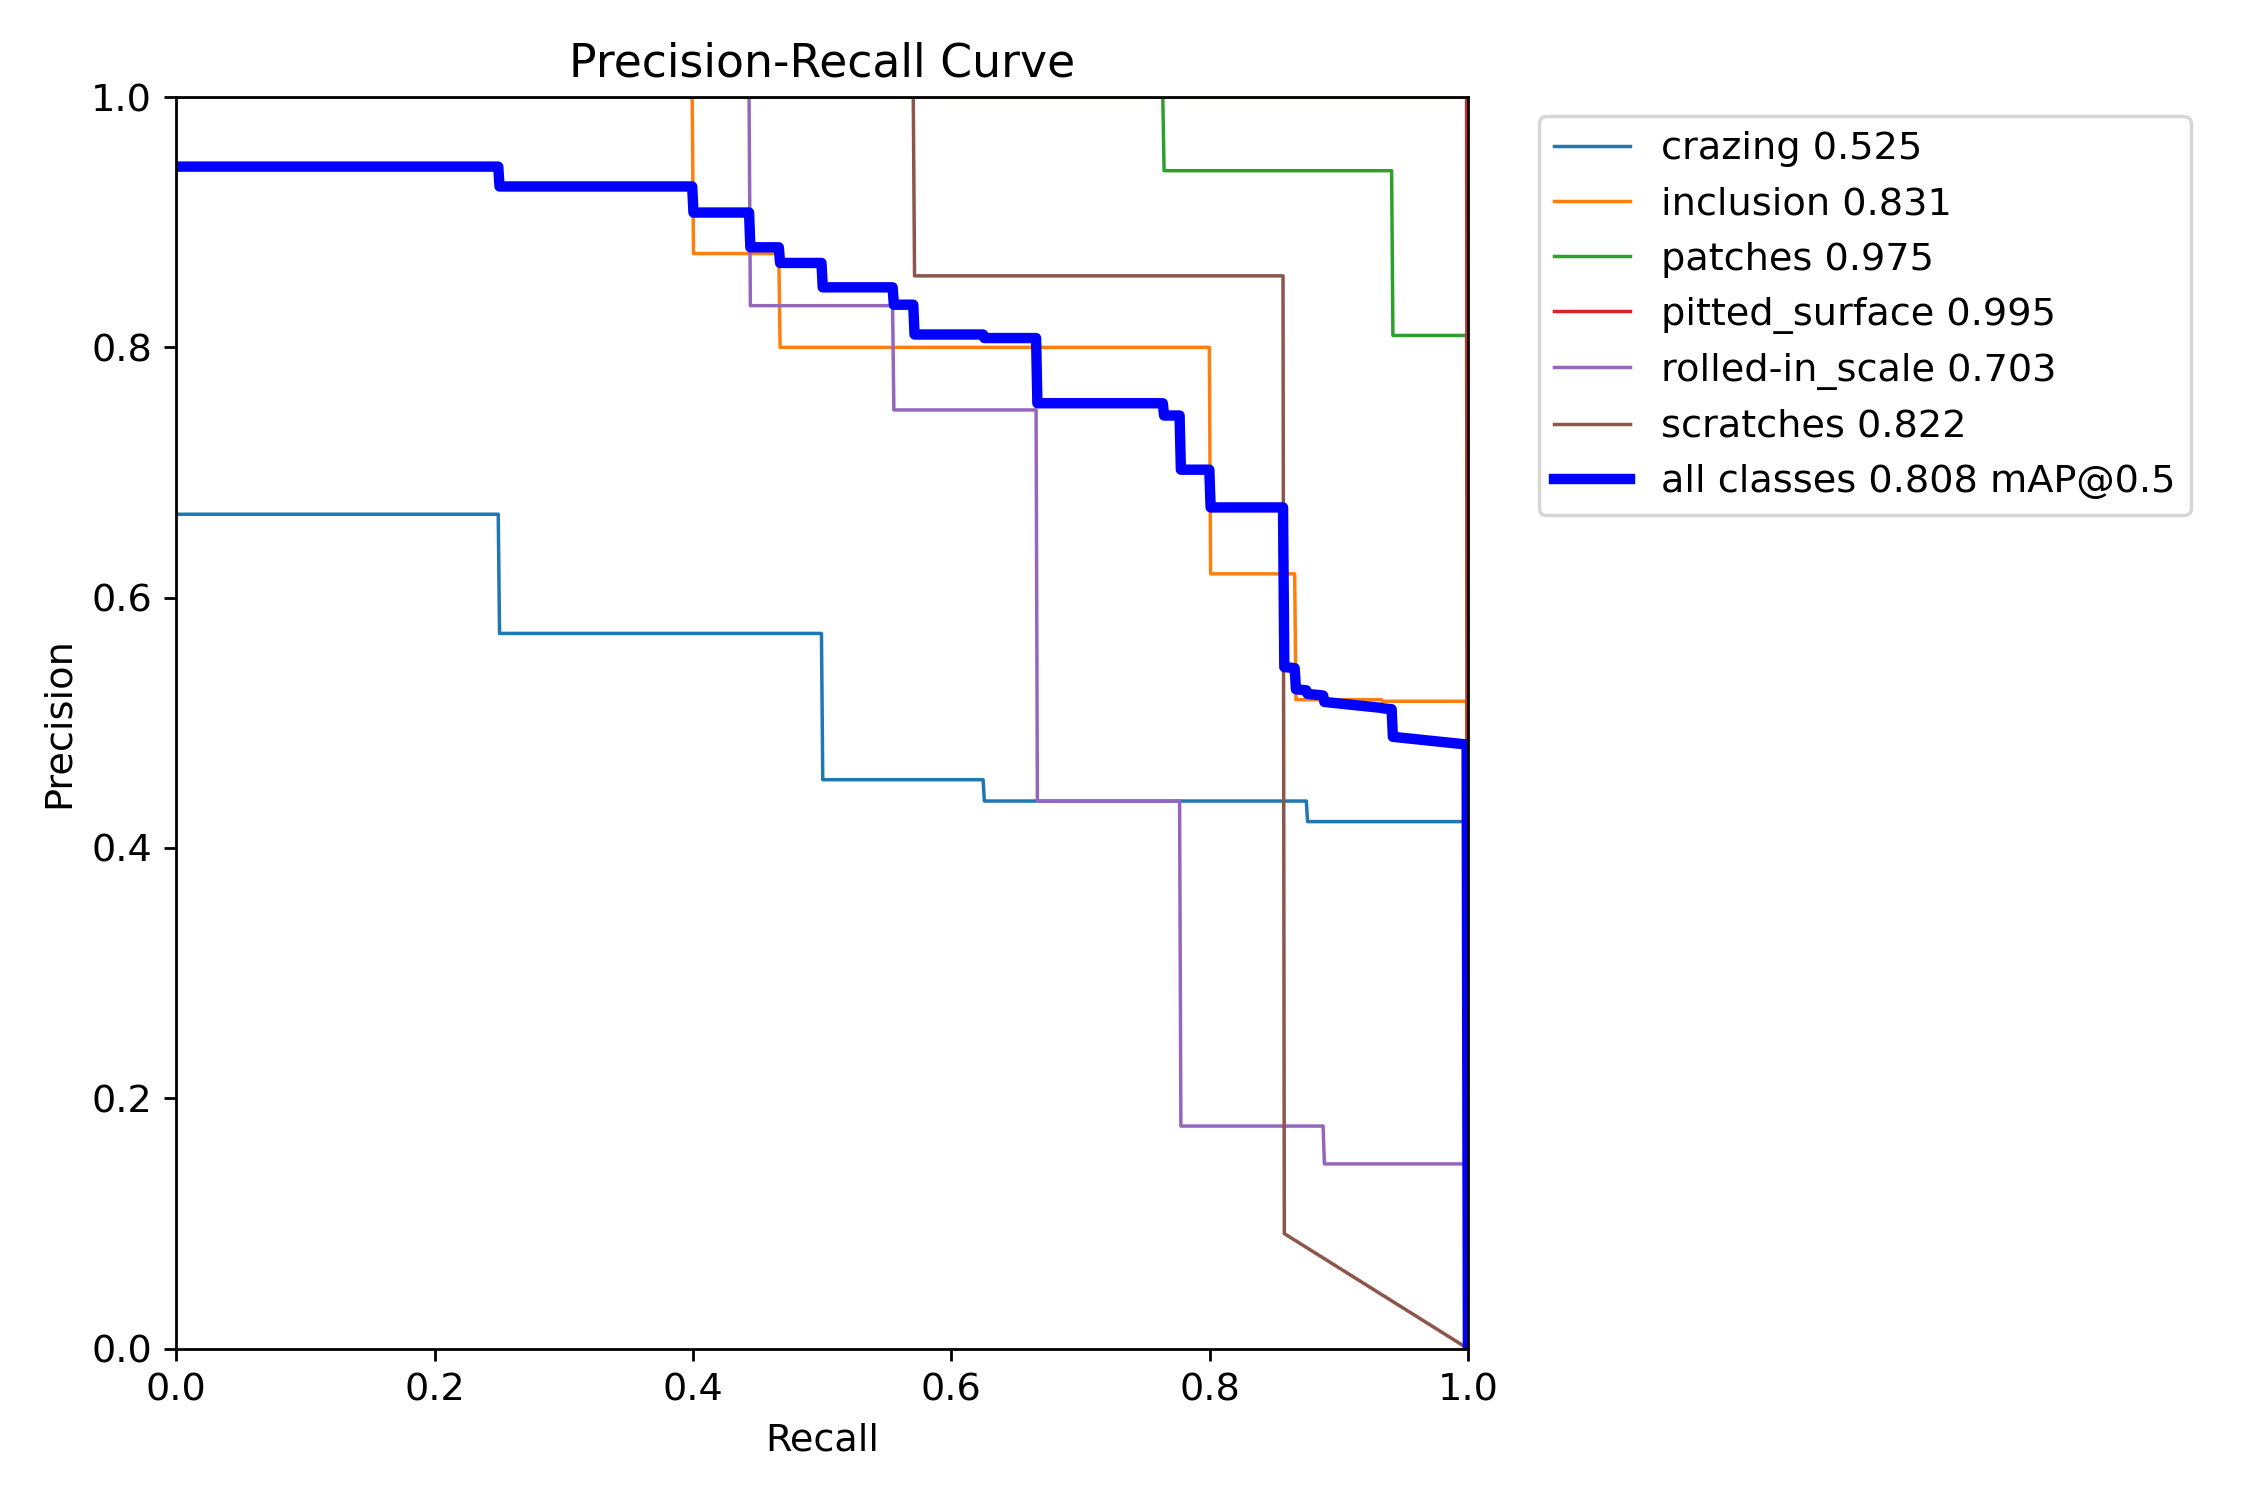 Precision-Recall Curve
1.0
0.8
0.6
0.4
0.2
0.0
Precision
0.0 0.2 0.4 0.6 0.8 1.0
Recall
crazing 0.525
inclusion 0.831
patches 0.975
pitted_surface 0.995
rolled-in_scale 0.703
scratches 0.822
all classes 0.808 mAP@0.5